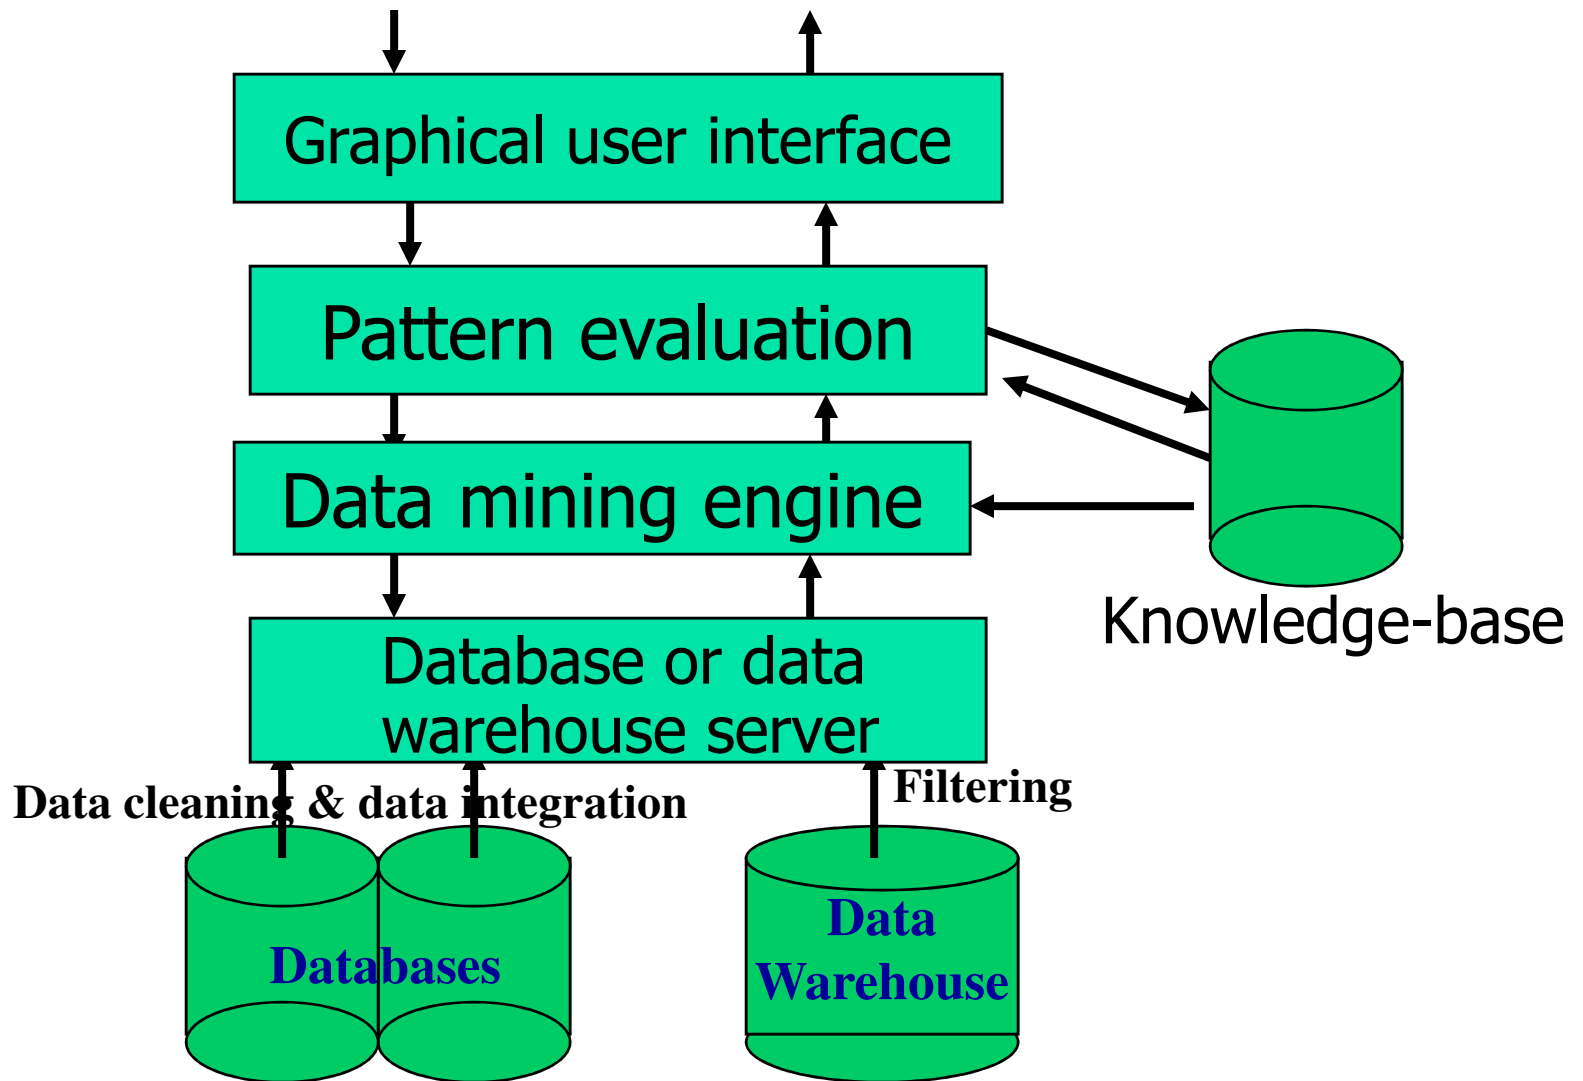 Graphical user interface
Pattern evaluation
Data mining engine
Knowledge-base
Database or data
warehouse server
Data cleaning & data integration
Filtering
Databases
Data
Warehouse